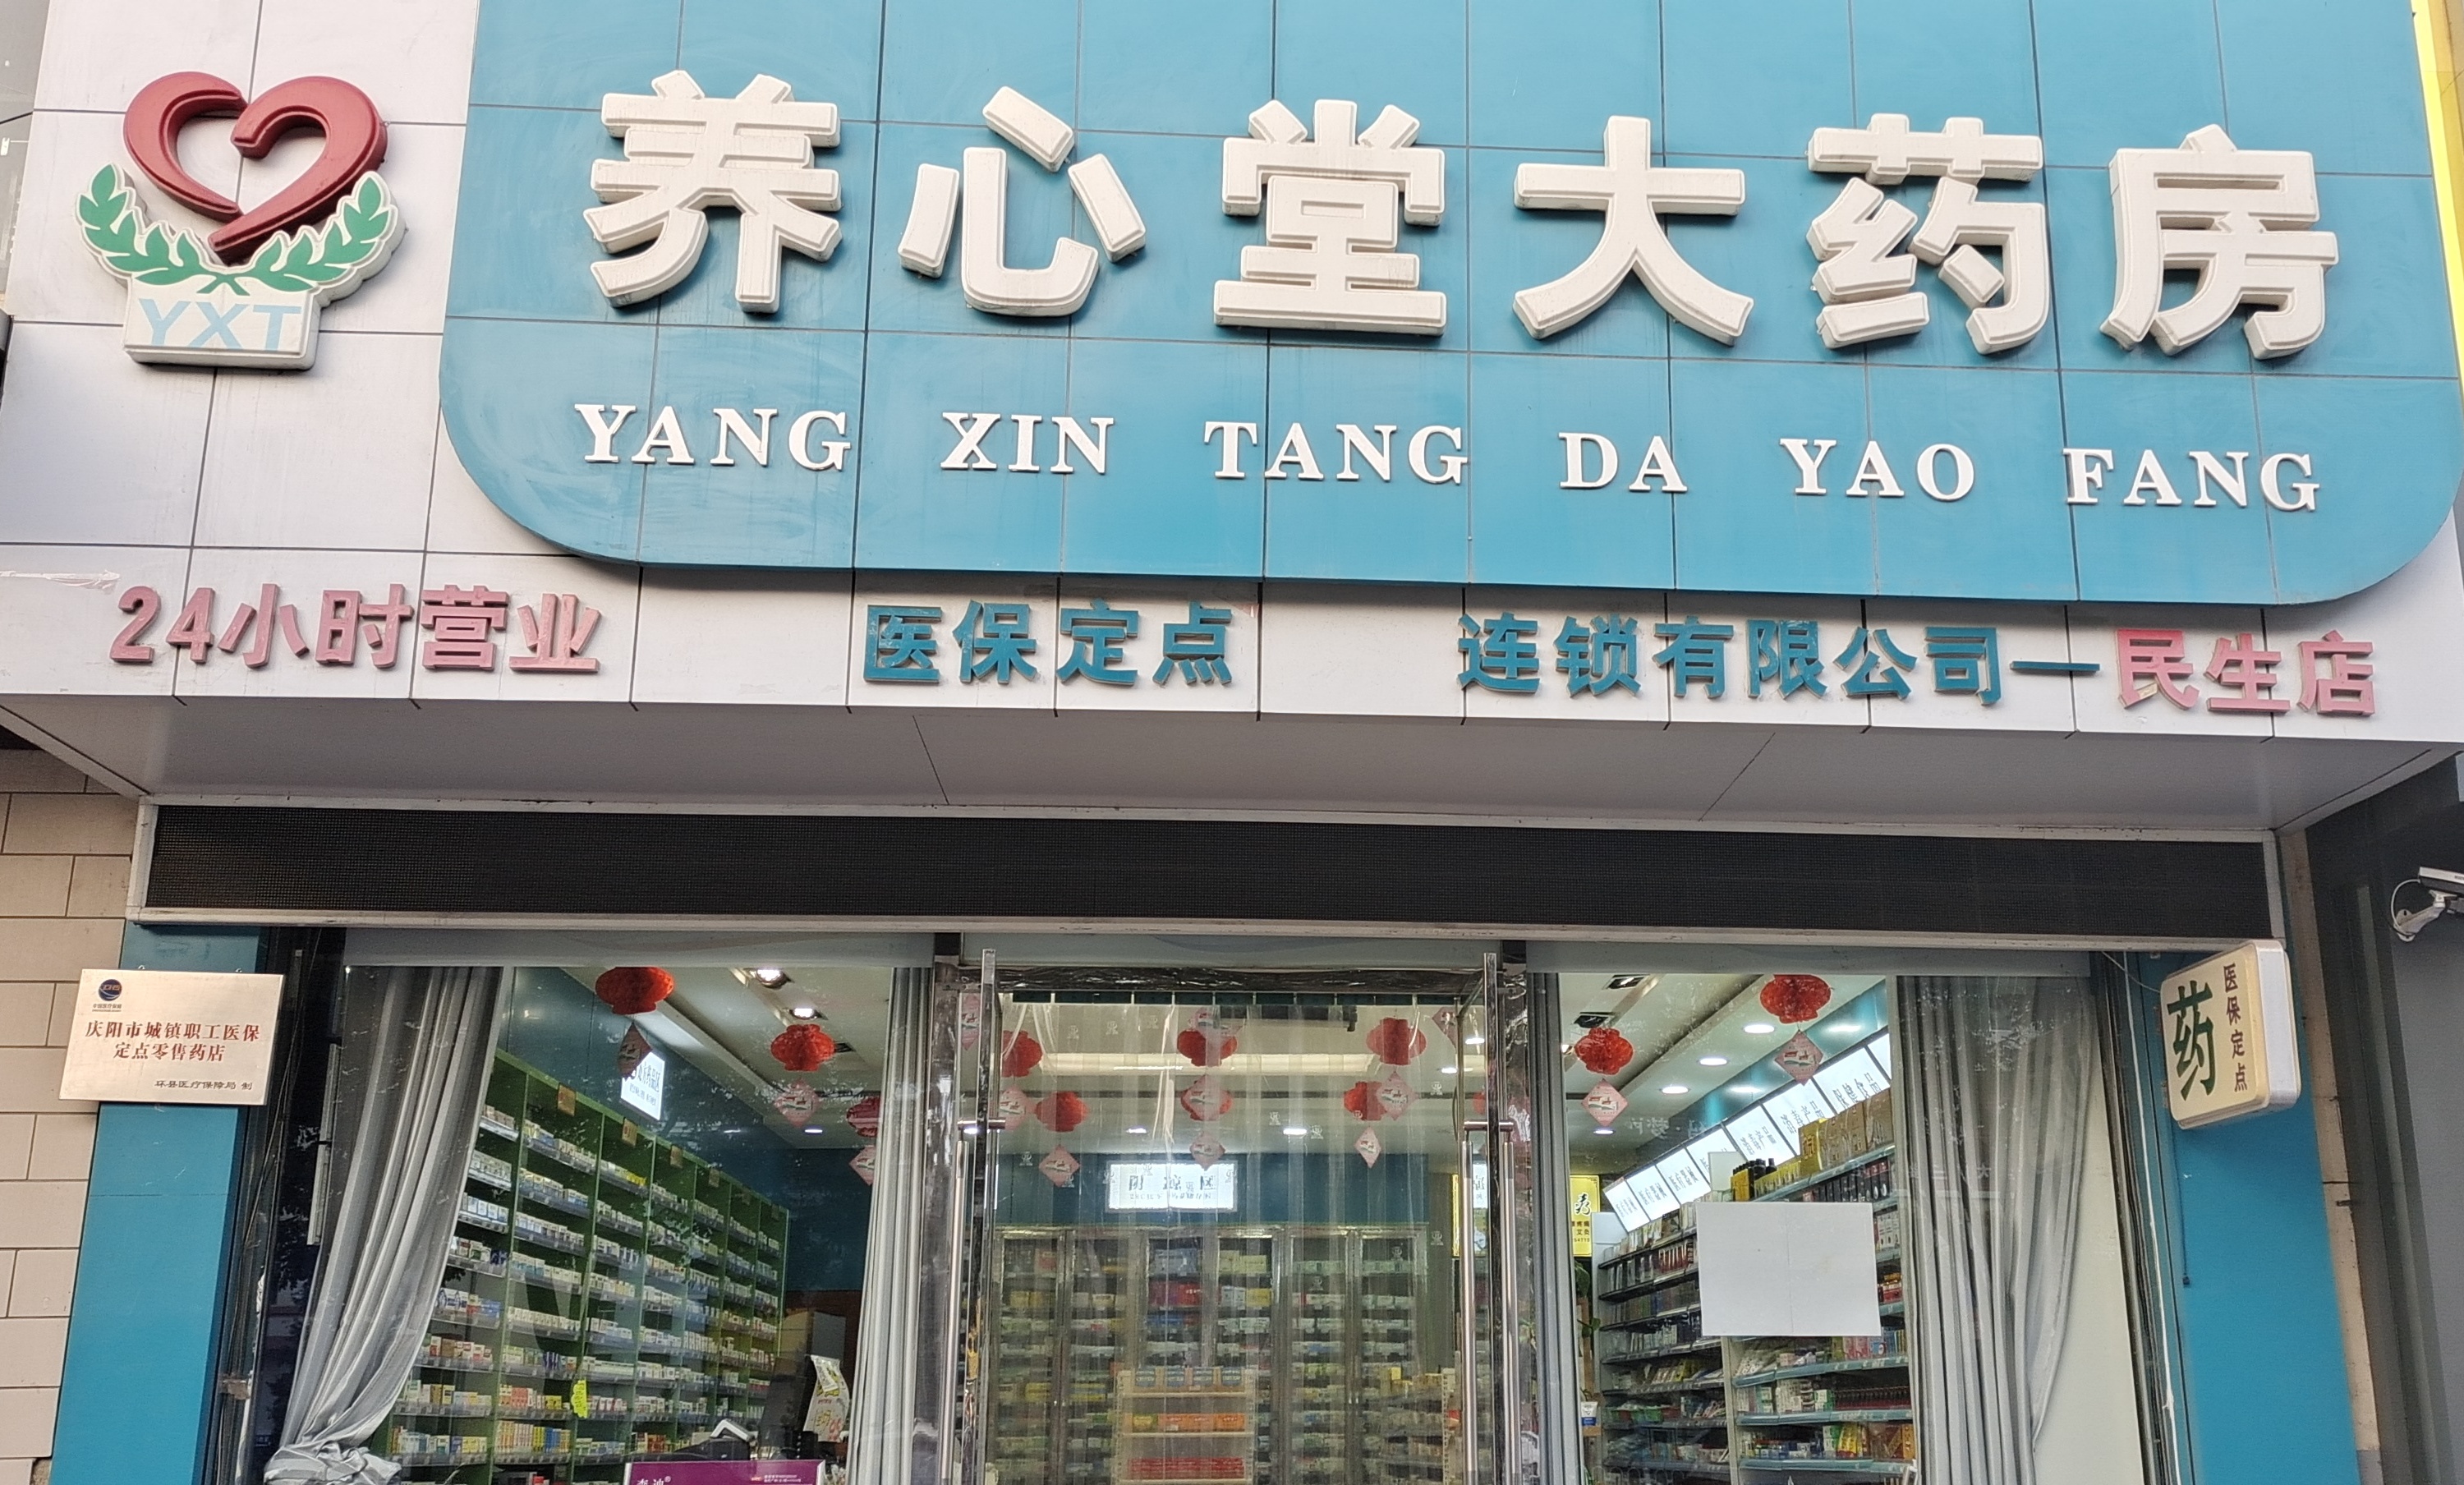 养心堂大药房
YXT
YANG XIN TANG DA YAO FANG
24小时营业 医保定点 连锁有限公司—民生店
庆阳市城镇职工医保
定点零售药店
环县医疗保障局 制
医保定点
药